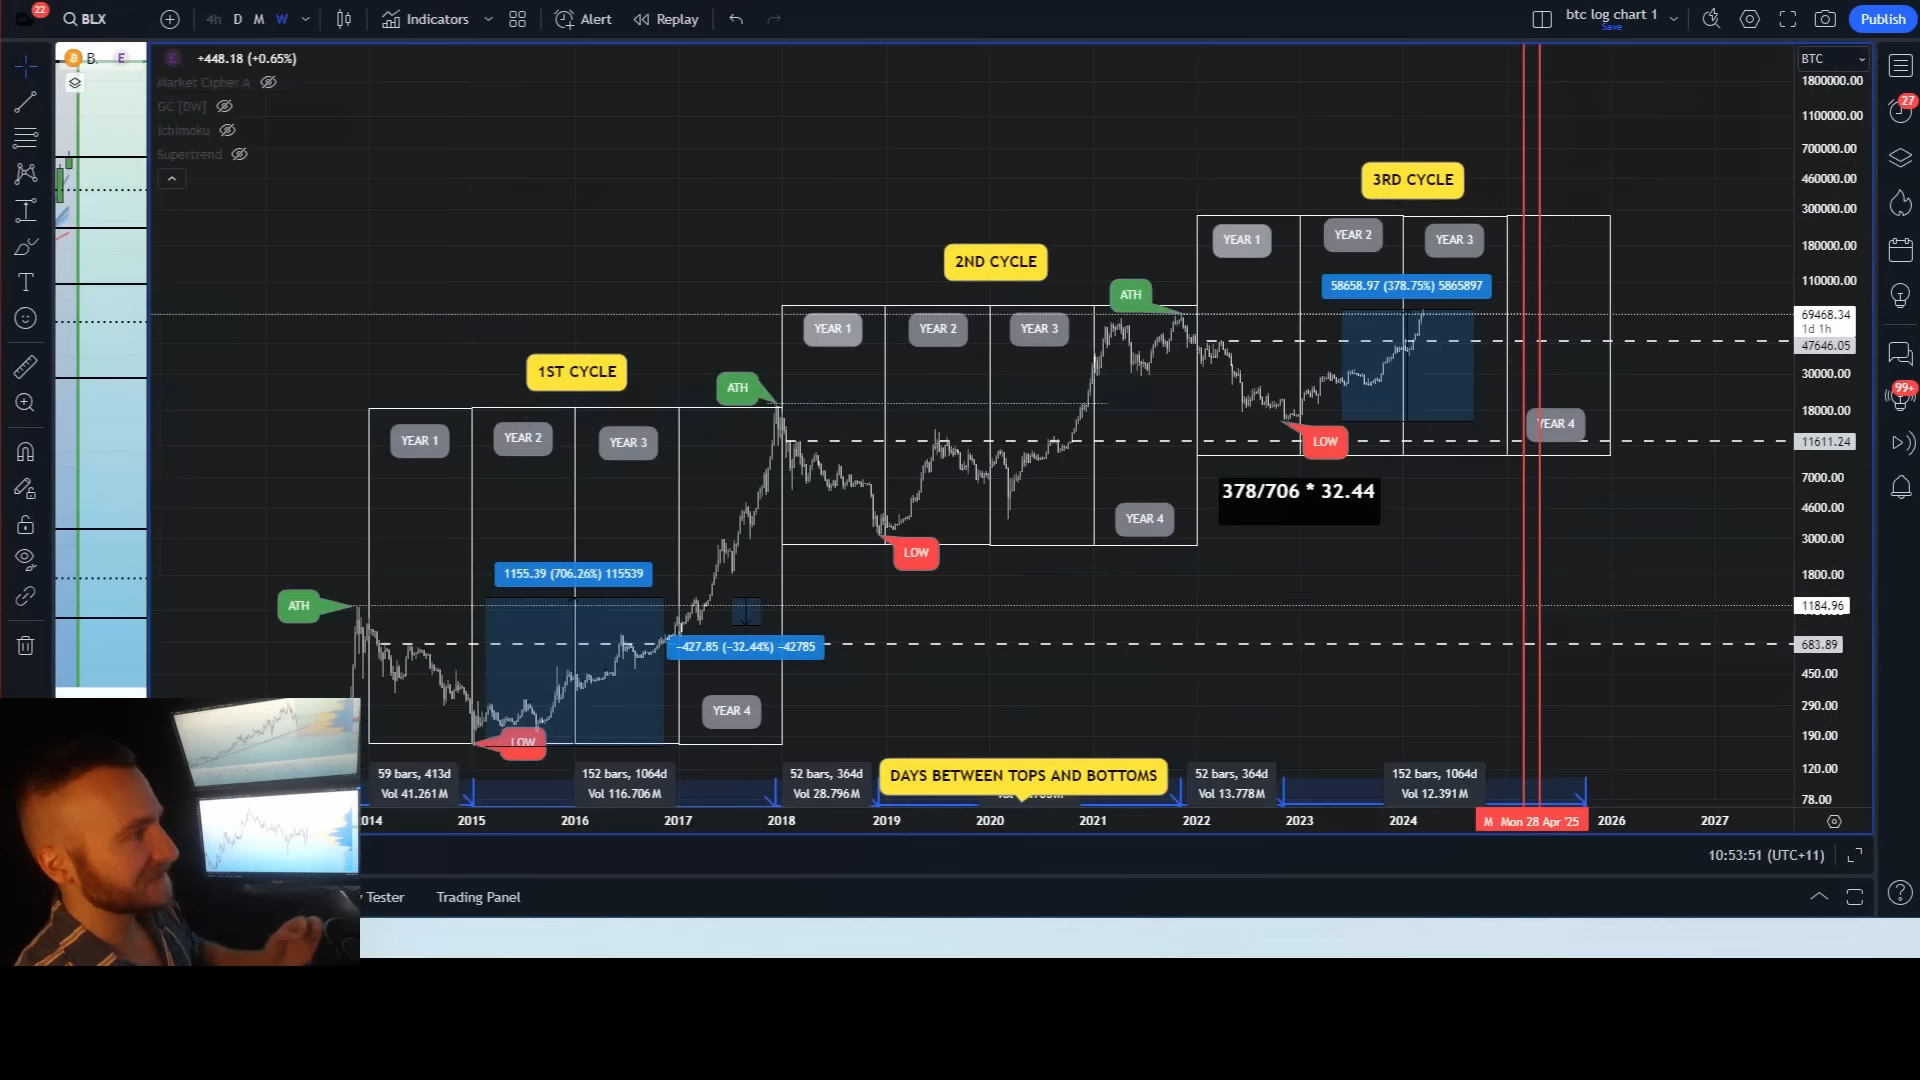 22
BLX
4h D M W
Indicators
Alert
Replay
btc log chart 1
Save
Publish
B. E
E +448.18 (+0.65%)
Market Cipher A
GC [DW]
Ichimoku
Supertrend
BTC
1800000.00
1100000.00
700000.00
460000.00
300000.00
180000.00
110000.00
69468.34
1d 1h
47646.05
30000.00
18000.00
11611.24
7000.00
4600.00
3000.00
1800.00
1184.96
683.89
450.00
290.00
190.00
120.00
78.00
27
99+
3RD CYCLE
YEAR 1
YEAR 2
YEAR 3
58658.97 (378.75%) 5865897
YEAR 4
LOW
378/706 * 32.44
2ND CYCLE
ATH
YEAR 1
YEAR 2
YEAR 3
YEAR 4
LOW
1ST CYCLE
ATH
YEAR 1
YEAR 2
YEAR 3
1155.39 (706.26%) 115539
ATH
−427.85 (−32.44%) −42785
YEAR 4
LOW
59 bars, 413d
Vol 41.261M
152 bars, 1064d
Vol 116.706M
52 bars, 364d
Vol 28.796M
DAYS BETWEEN TOPS AND BOTTOMS
52 bars, 364d
Vol 13.778M
152 bars, 1064d
Vol 12.391M
014 2015 2016 2017 2018 2019 2020 2021 2022 2023 2024 M Mon 28 Apr '25 2026 2027
10:53:51 (UTC+11)
Tester
Trading Panel